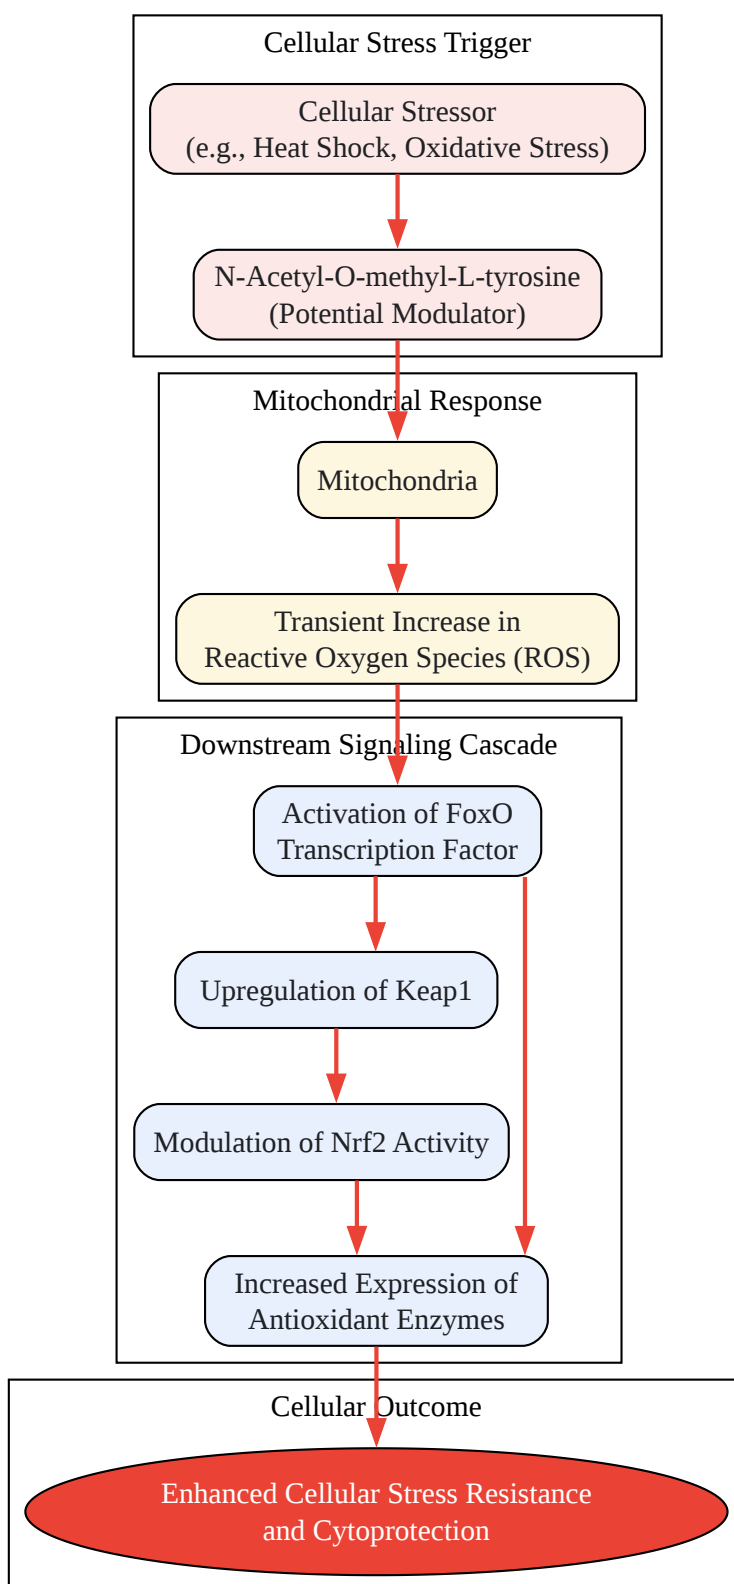 Cellular Stress Trigger
Cellular Stressor
(e.g., Heat Shock, Oxidative Stress)
N-Acetyl-O-methyl-L-tyrosine
(Potential Modulator)
Mitochondrial Response
Mitochondria
Transient Increase in
Reactive Oxygen Species (ROS)
Downstream Signaling Cascade
Activation of FoxO
Transcription Factor
Upregulation of Keap1
Modulation of Nrf2 Activity
Increased Expression of
Antioxidant Enzymes
Cellular Outcome
Enhanced Cellular Stress Resistance
and Cytoprotection